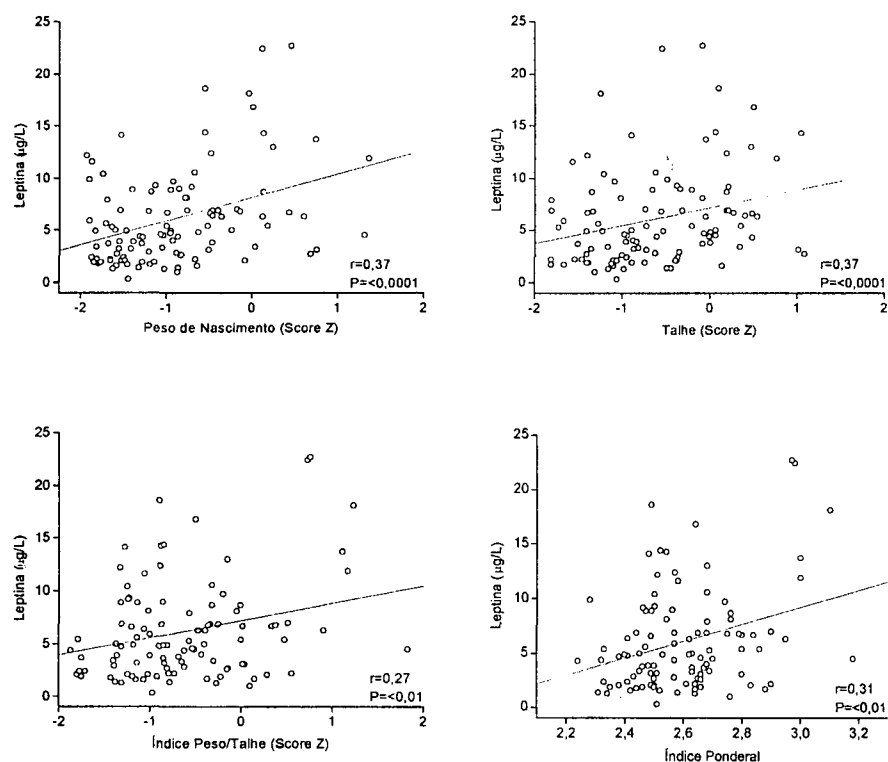 25
20
15
10
5
0
Leptina (µg/L)
r=0,37
P=<0,0001
-2 -1 0 1 2
Peso de Nascimento (Score Z)
25
20
15
10
5
0
Leptina (µg/L)
r=0,37
P=<0,0001
-2 -1 0 1 2
Talhe (Score Z)
25
20
15
10
5
0
Leptina (µg/L)
r=0,27
P=<0,01
-2 -1 0 1 2
Índice Peso/Talhe (Score Z)
25
20
15
10
5
0
Leptina (µg/L)
r=0,31
P=<0,01
2,2 2,4 2,6 2,8 3,0 3,2
Índice Ponderal